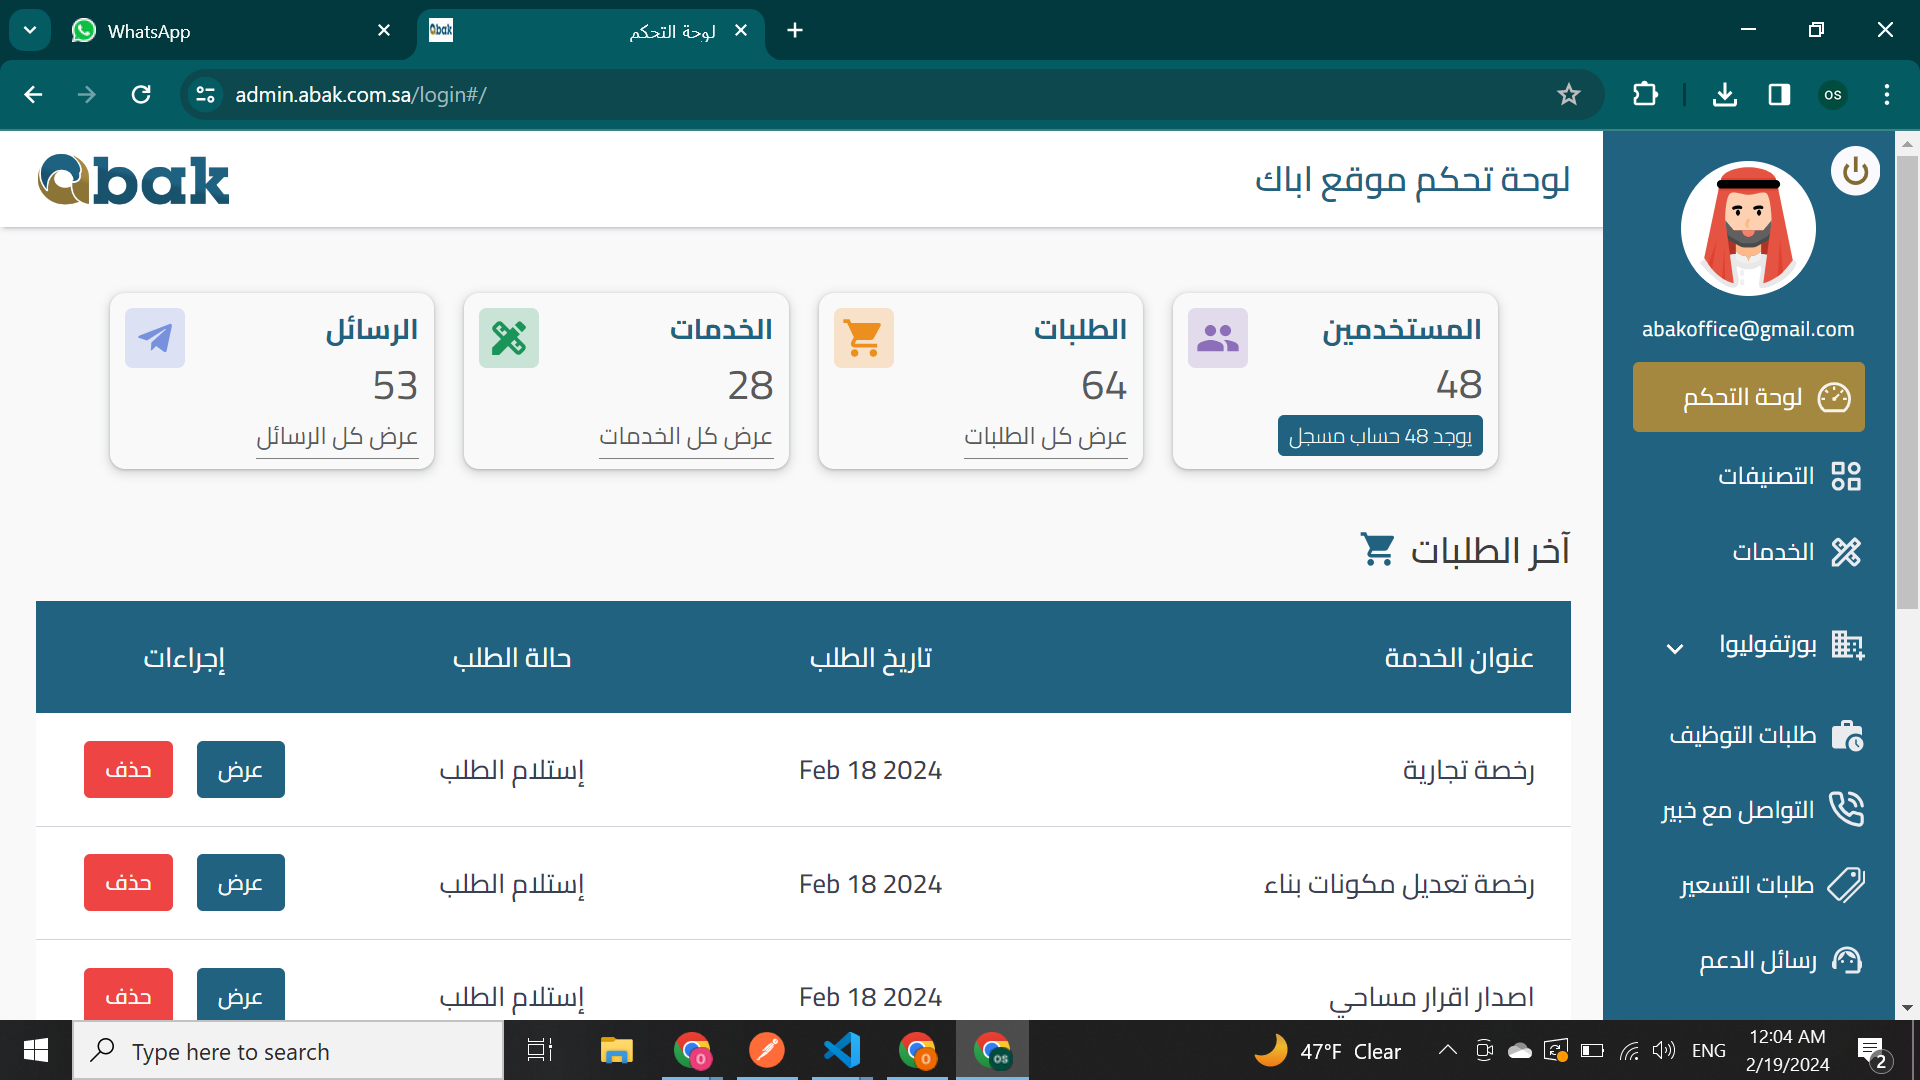 WhatsApp
لوحة التحكم
admin.abak.com.sa/login#/
os
abak
لوحة تحكم موقع اباك
abakoffice@gmail.com
لوحة التحكم
التصنيفات
الخدمات
بورتفوليوا
طلبات التوظيف
التواصل مع خبير
طلبات التسعير
رسائل الدعم
المستخدمين
48
يوجد 48 حساب مسجل
الطلبات
64
عرض كل الطلبات
الخدمات
28
عرض كل الخدمات
الرسائل
53
عرض كل الرسائل
آخر الطلبات
عنوان الخدمة تاريخ الطلب حالة الطلب إجراءات
رخصة تجارية Feb 18 2024 إستلام الطلب عرض حذف
رخصة تعديل مكونات بناء Feb 18 2024 إستلام الطلب عرض حذف
اصدار اقرار مساحي Feb 18 2024 إستلام الطلب عرض حذف
Type here to search
47°F Clear
ENG
12:04 AM
2/19/2024
2